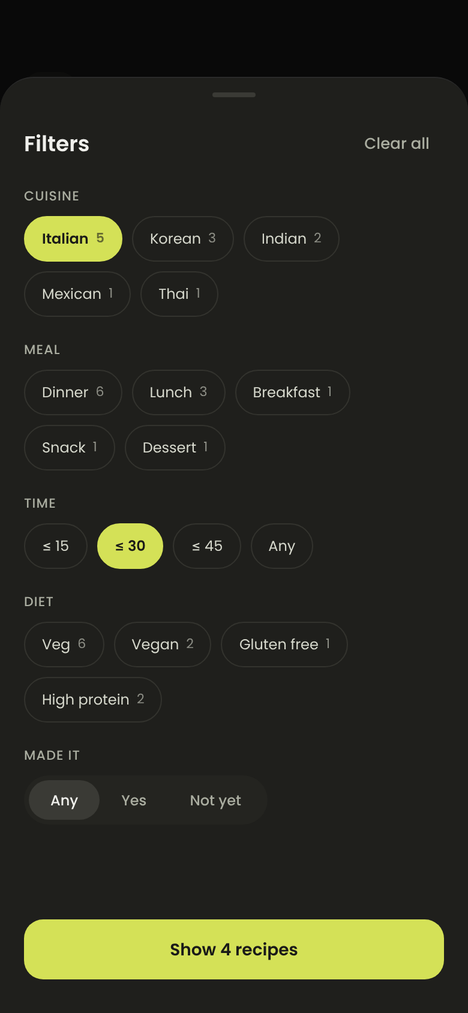 Filters Clear all
CUISINE
Italian 5 Korean 3 Indian 2
Mexican 1 Thai 1
MEAL
Dinner 6 Lunch 3 Breakfast 1
Snack 1 Dessert 1
TIME
≤ 15 ≤ 30 ≤ 45 Any
DIET
Veg 6 Vegan 2 Gluten free 1
High protein 2
MADE IT
Any Yes Not yet
Show 4 recipes